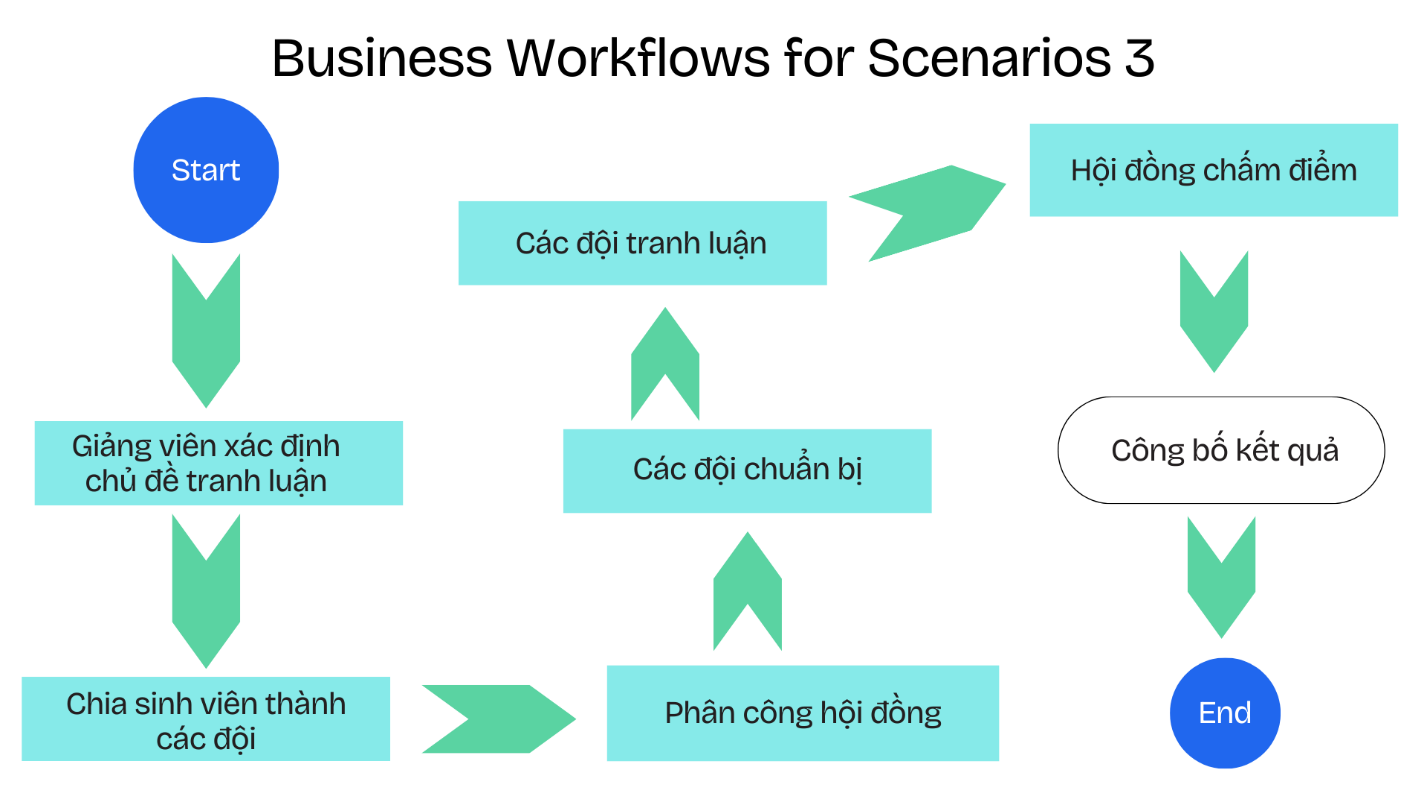 Business Workflows for Scenarios 3
Start
Giảng viên xác định
chủ đề tranh luận
Chia sinh viên thành
các đội
Phân công hội đồng
Các đội chuẩn bị
Các đội tranh luận
Hội đồng chấm điểm
Công bố kết quả
End